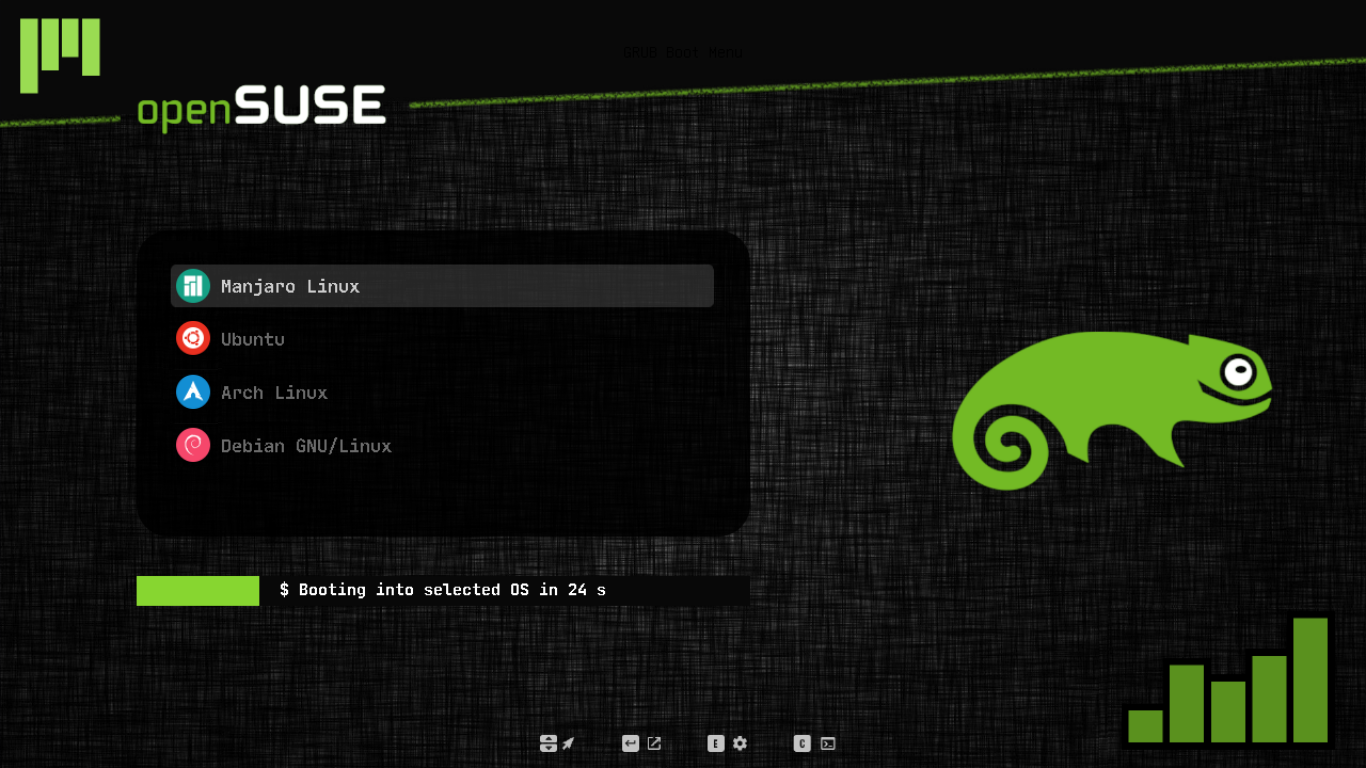 GRUB Boot Menu
openSUSE
Manjaro Linux
Ubuntu
Arch Linux
Debian GNU/Linux
$ Booting into selected OS in 24 s
E C